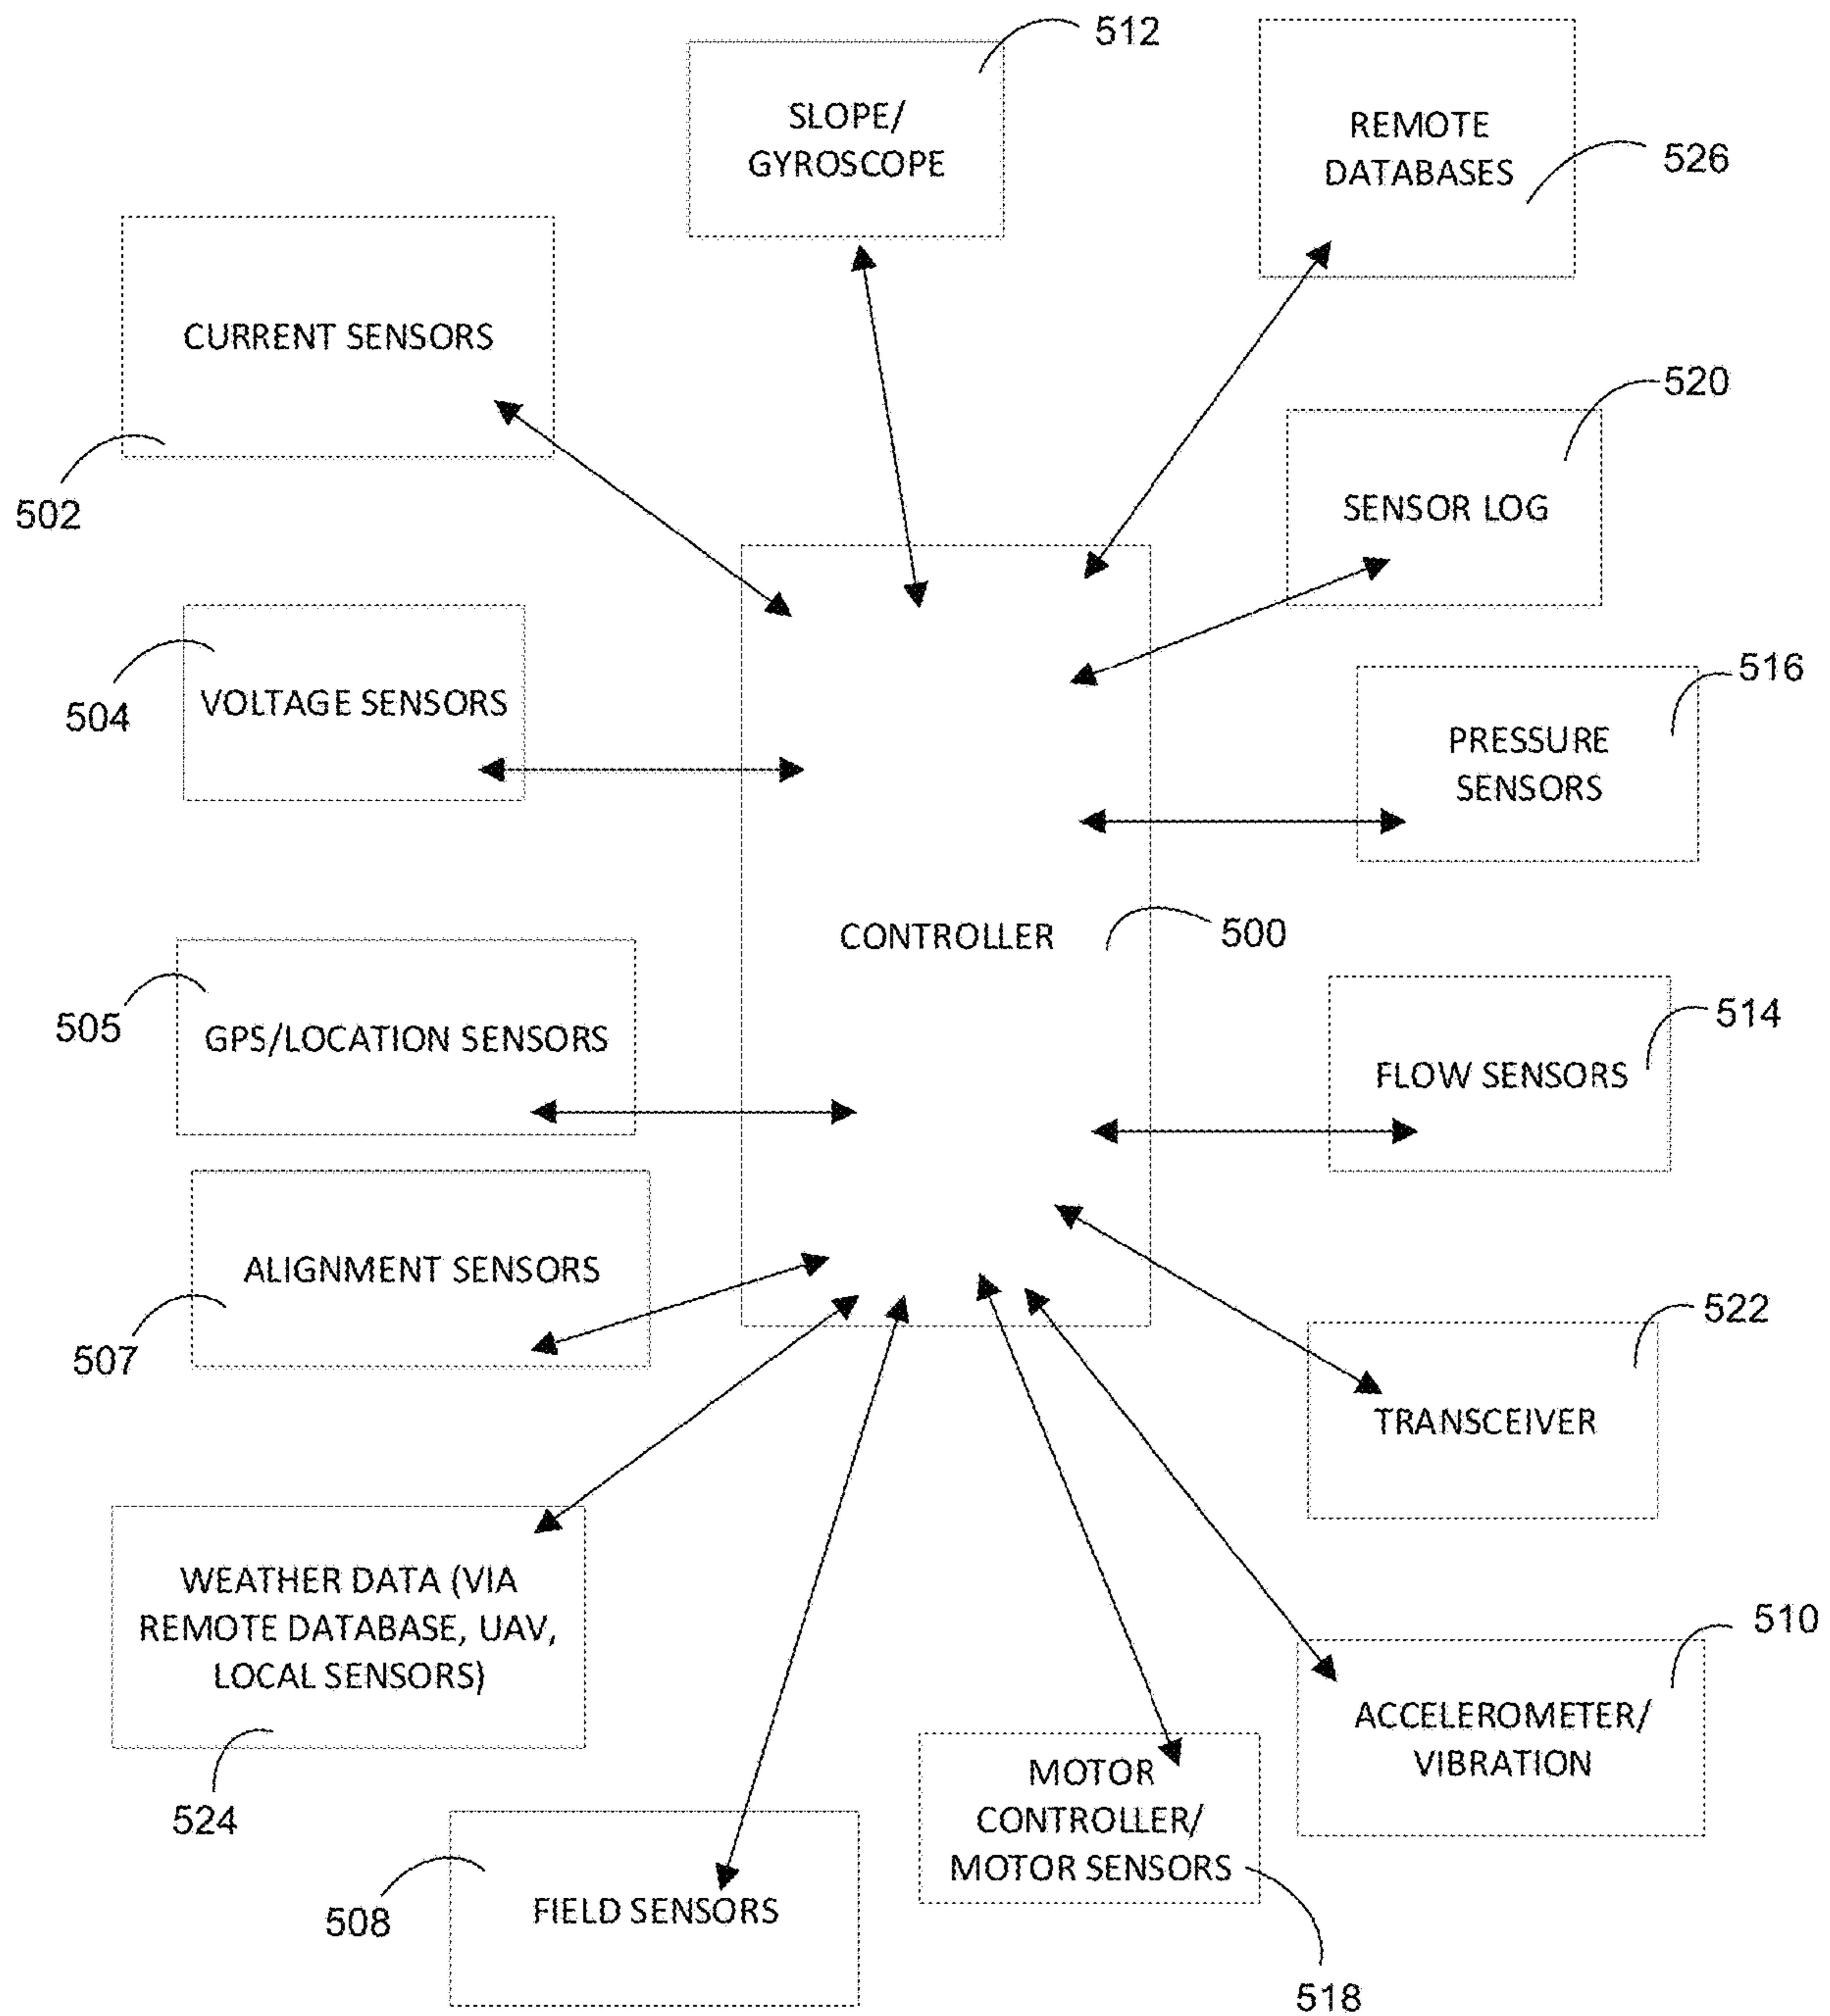 512
SLOPE/
GYROSCOPE
REMOTE
DATABASES
526
CURRENT SENSORS
502
520
SENSOR LOG
504
VOLTAGE SENSORS
516
PRESSURE
SENSORS
CONTROLLER
500
505
GPS/LOCATION SENSORS
514
FLOW SENSORS
ALIGNMENT SENSORS
507
522
TRANSCEIVER
WEATHER DATA (VIA
REMOTE DATABASE, UAV,
LOCAL SENSORS)
524
510
ACCELEROMETER/
VIBRATION
MOTOR
CONTROLLER/
MOTOR SENSORS
518
508
FIELD SENSORS